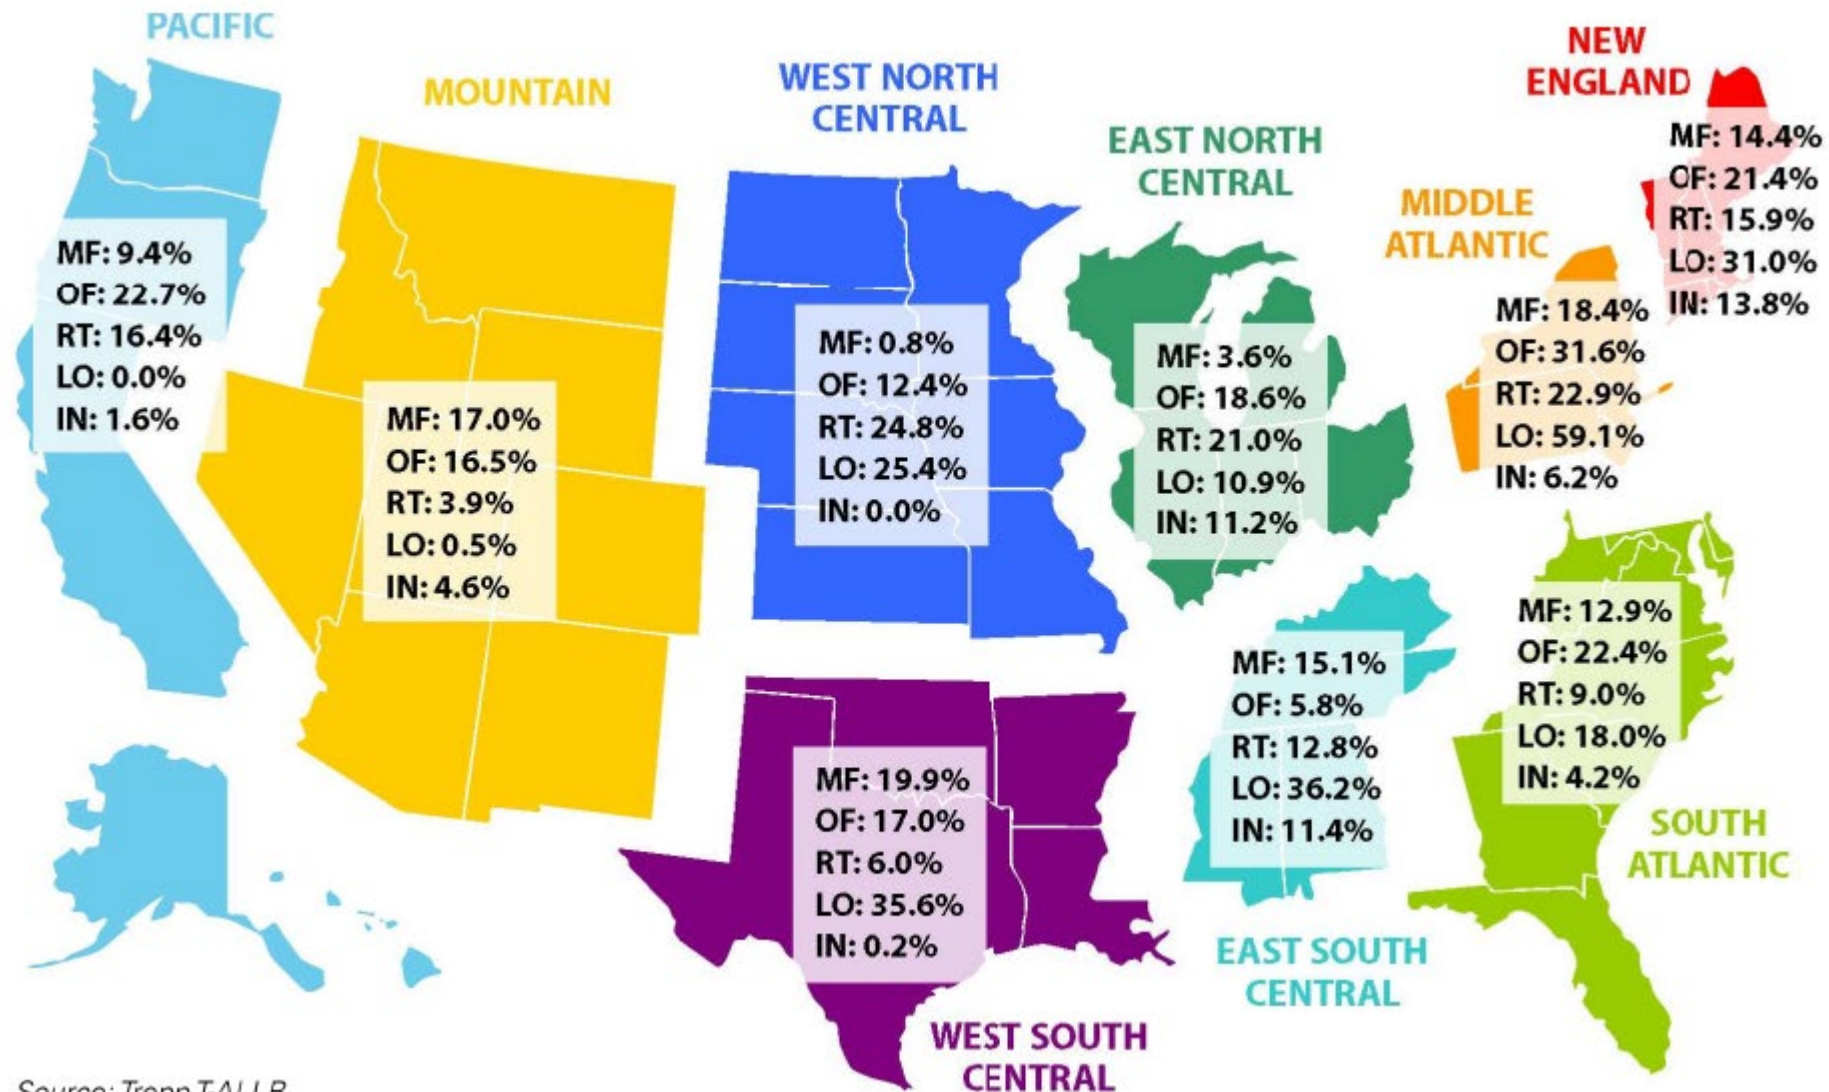 PACIFIC
MF: 9.4%
OF: 22.7%
RT: 16.4%
LO: 0.0%
IN: 1.6%
MOUNTAIN
MF: 17.0%
OF: 16.5%
RT: 3.9%
LO: 0.5%
IN: 4.6%
WEST NORTH
CENTRAL
MF: 0.8%
OF: 12.4%
RT: 24.8%
LO: 25.4%
IN: 0.0%
EAST NORTH
CENTRAL
MF: 3.6%
OF: 18.6%
RT: 21.0%
LO: 10.9%
IN: 11.2%
MIDDLE
ATLANTIC
MF: 18.4%
OF: 31.6%
RT: 22.9%
LO: 59.1%
IN: 6.2%
NEW
ENGLAND
MF: 14.4%
OF: 21.4%
RT: 15.9%
LO: 31.0%
IN: 13.8%
MF: 19.9%
OF: 17.0%
RT: 6.0%
LO: 35.6%
IN: 0.2%
WEST SOUTH
CENTRAL
MF: 15.1%
OF: 5.8%
RT: 12.8%
LO: 36.2%
IN: 11.4%
EAST SOUTH
CENTRAL
MF: 12.9%
OF: 22.4%
RT: 9.0%
LO: 18.0%
IN: 4.2%
SOUTH
ATLANTIC
Source: Trepp